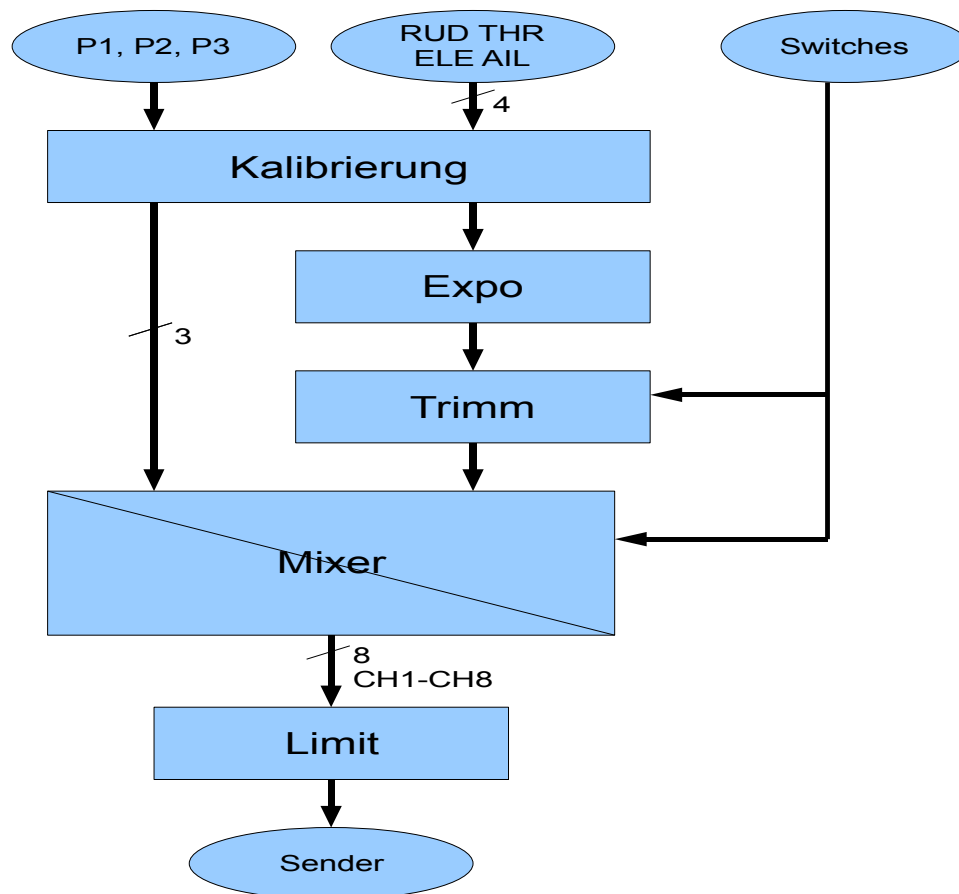 P1, P2, P3
RUD THR
ELE AIL
Switches
4
Kalibrierung
Expo
3
Trimm
Mixer
8
CH1-CH8
Limit
Sender